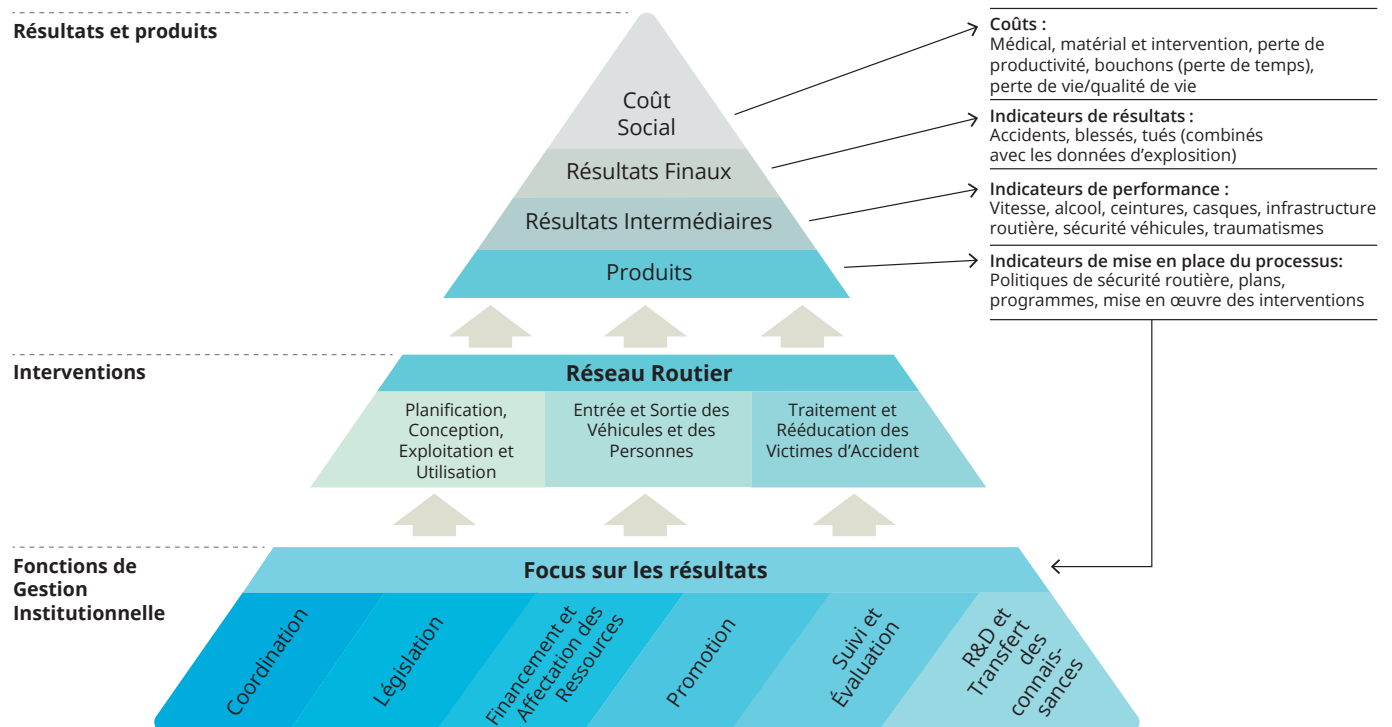 Résultats et produits
Coût
Social
Résultats Finaux
Résultats Intermédiaires
Produits
Coûts :
Médical, matérial et intervention, perte de
productivité, bouchons (perte de temps),
perte de vie/qualité de vie
Indicateurs de résultats :
Accidents, blessés, tués (combinés
avec les données d’explosition)
Indicateurs de performance :
Vitesse, alcool, ceintures, casques, infrastructure
routière, sécurité véhicules, traumatismes
Indicateurs de mise en place du processus:
Politiques de sécurité routière, plans,
programmes, mise en œuvre des interventions
Interventions
Réseau Routier
Planification,
Conception,
Exploitation et
Utilisation
Entrée et Sortie des
Véhicules et des
Personnes
Traitement et
Rééducation des
Victimes d’Accident
Fonctions de
Gestion
Institutionnelle
Focus sur les résultats
Coordination
Législation
Financement et
Affectation des
Ressources
Promotion
Suivi et
Évaluation
R&D et
Transfert
des
connais-
sances